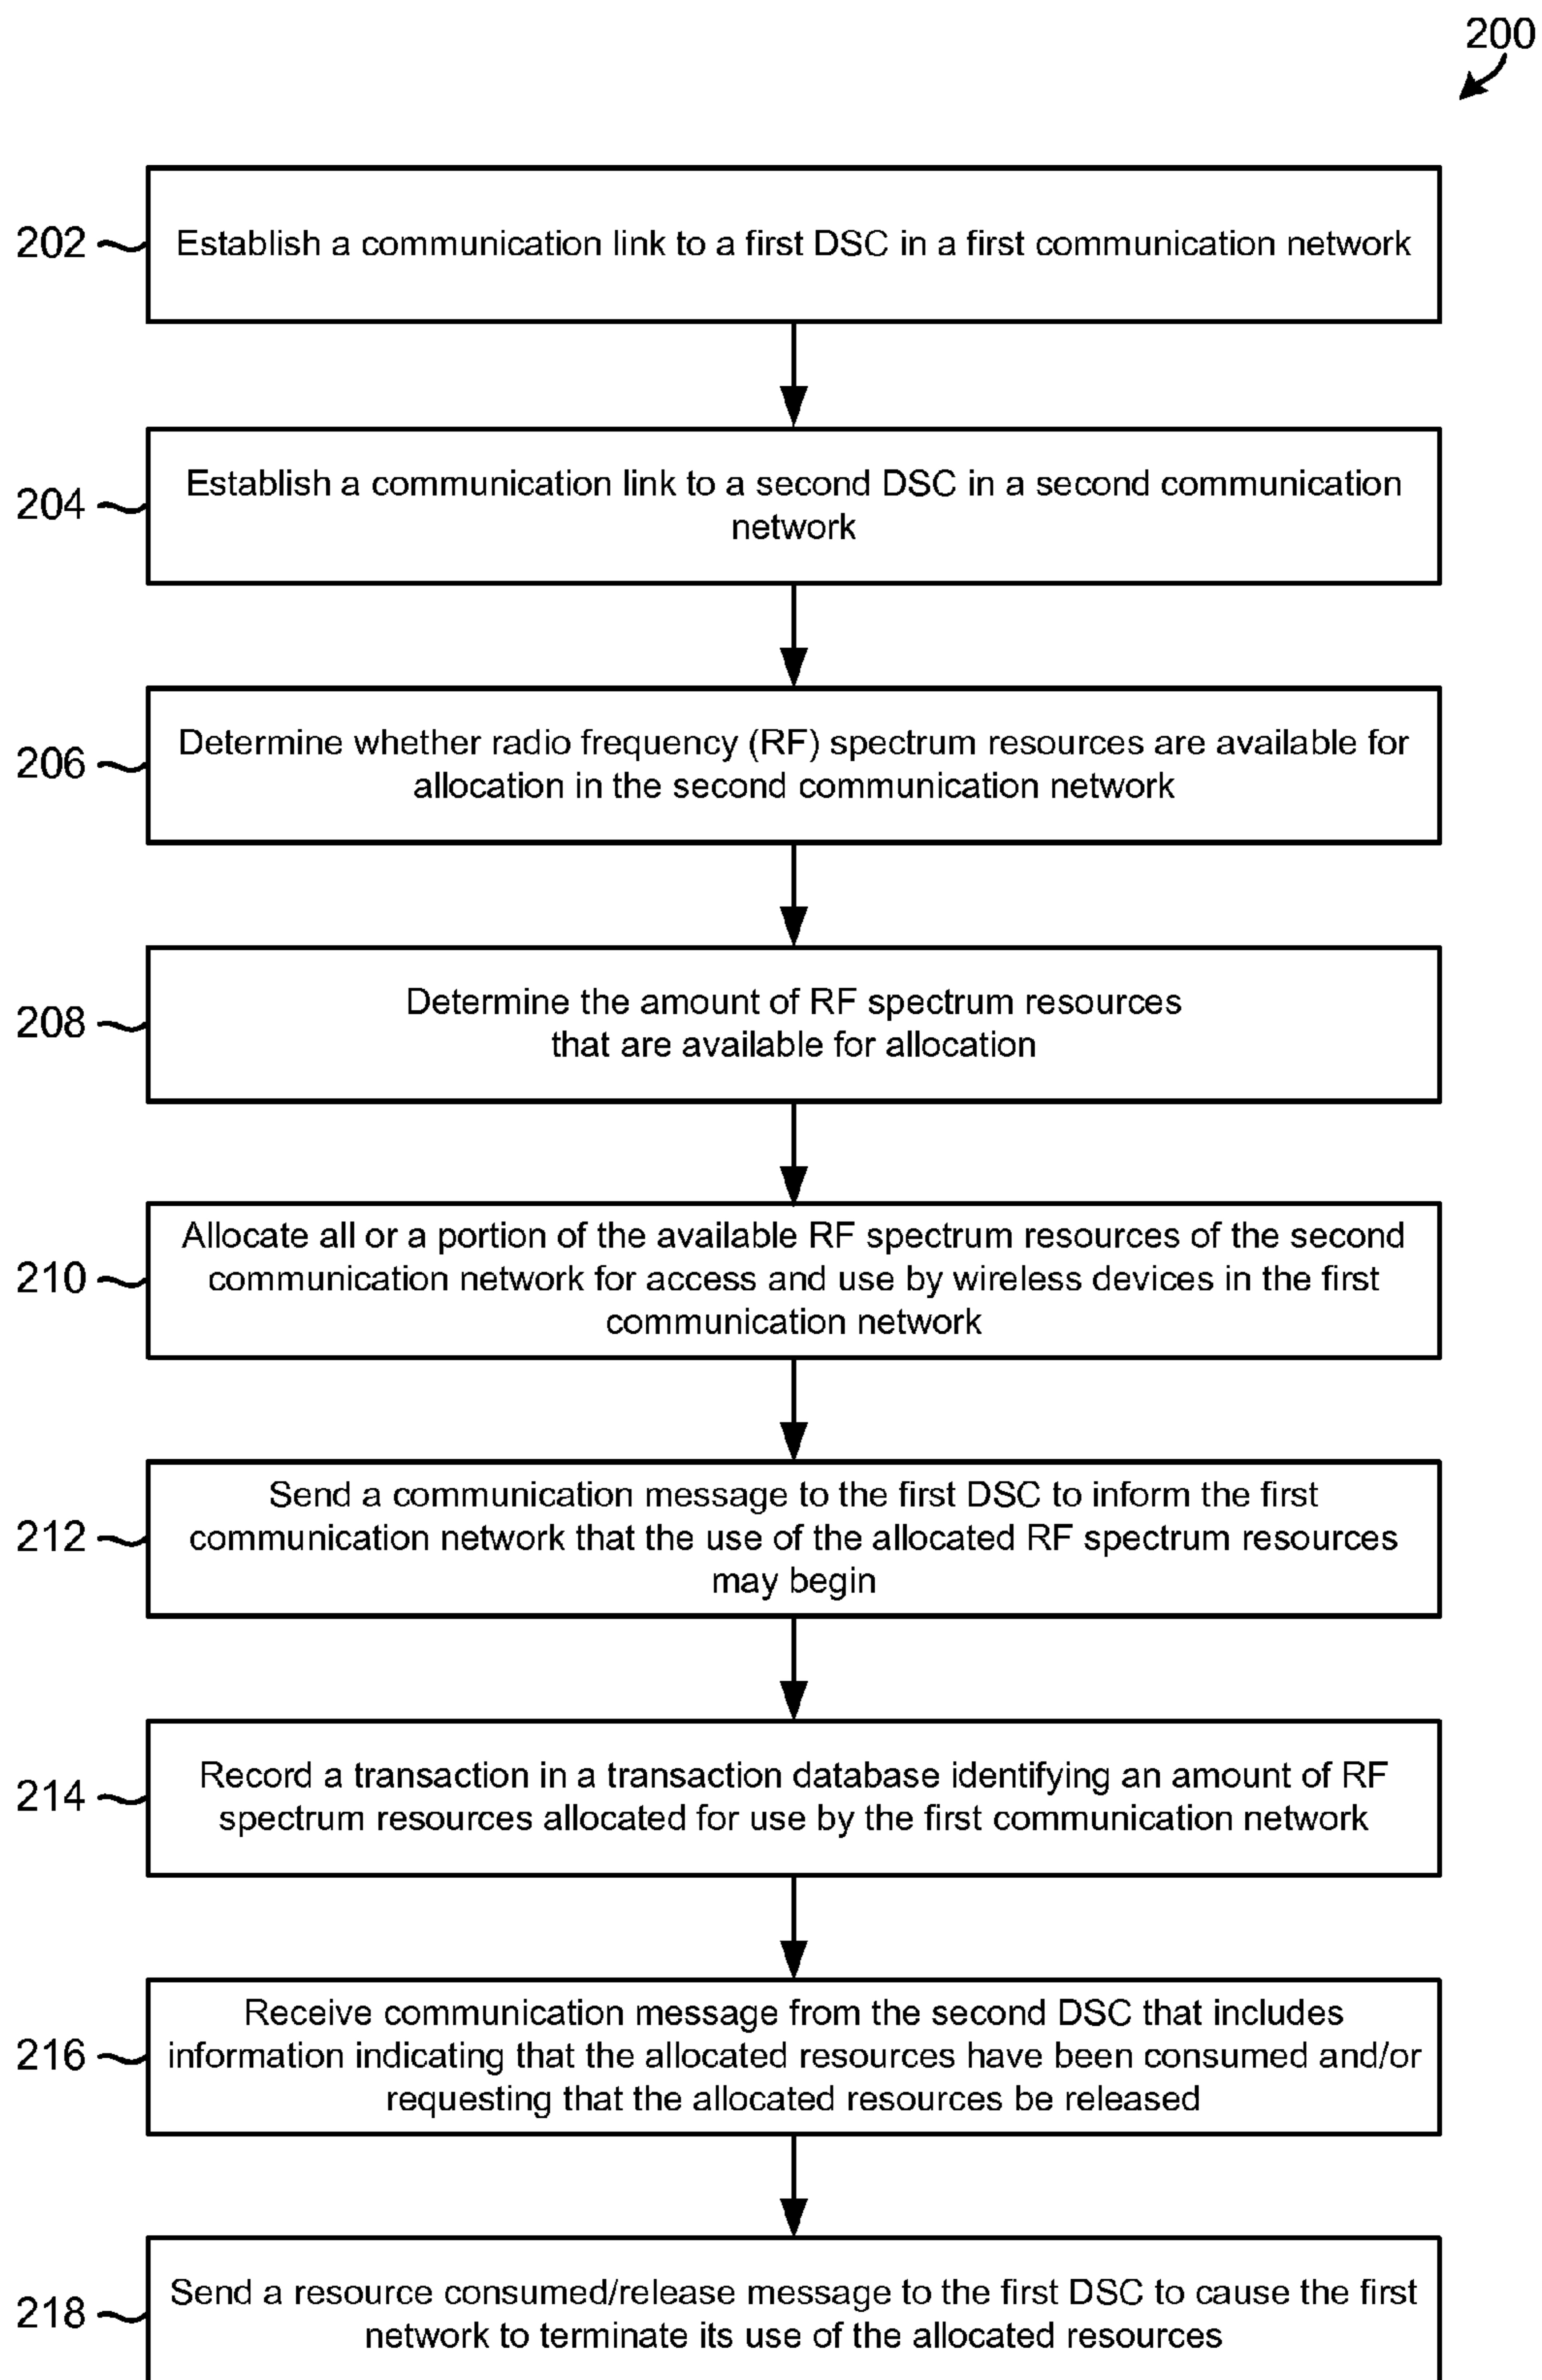 200
202
Establish a communication link to a first DSC in a first communication network
204
Establish a communication link to a second DSC in a second communication
network
206
Determine whether radio frequency (RF) spectrum resources are available for
allocation in the second communication network
208
Determine the amount of RF spectrum resources
that are available for allocation
210
Allocate all or a portion of the available RF spectrum resources of the second
communication network for access and use by wireless devices in the first
communication network
212
Send a communication message to the first DSC to inform the first
communication network that the use of the allocated RF spectrum resources
may begin
214
Record a transaction in a transaction database identifying an amount of RF
spectrum resources allocated for use by the first communication network
216
Receive communication message from the second DSC that includes
information indicating that the allocated resources have been consumed and/or
requesting that the allocated resources be released
218
Send a resource consumed/release message to the first DSC to cause the first
network to terminate its use of the allocated resources